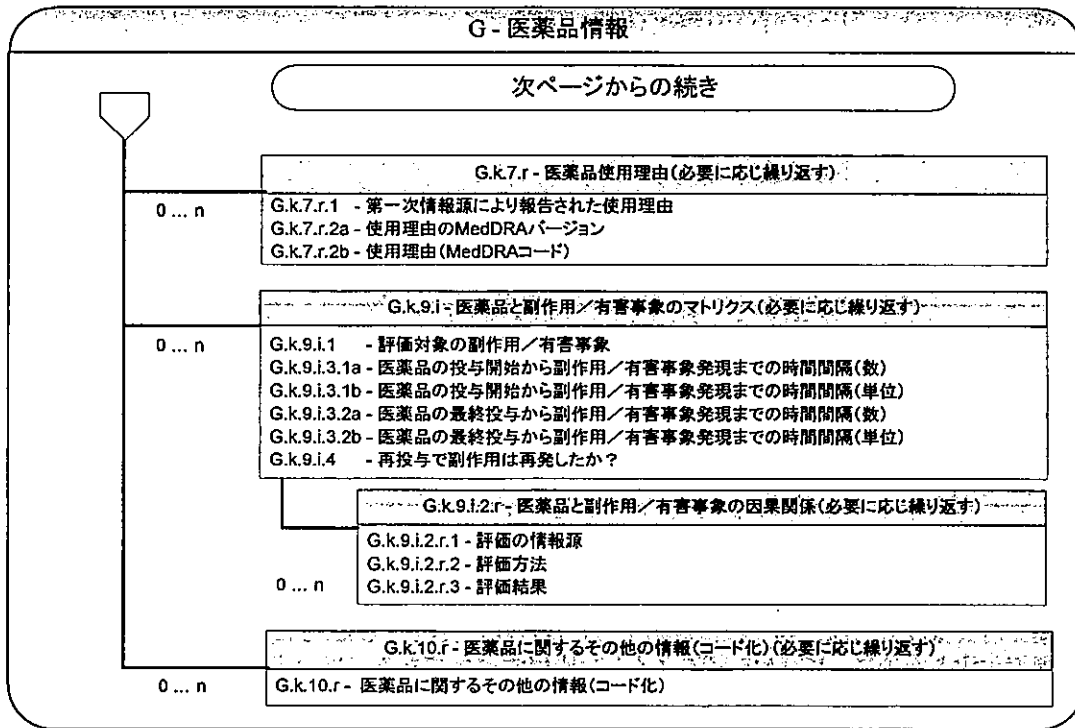 G - 医薬品情報
次ページからの続き
G.k.7.r - 医薬品使用理由(必要に応じ繰り返す)
0 ... n
G.k.7.r.1 - 第一次情報源により報告された使用理由
G.k.7.r.2a - 使用理由のMedDRAバージョン
G.k.7.r.2b - 使用理由(MedDRAコード)
G.k.9.i - 医薬品と副作用/有害事象のマトリクス(必要に応じ繰り返す)
0 ... n
G.k.9.i.1 - 評価対象の副作用/有害事象
G.k.9.i.3.1a - 医薬品の投与開始から副作用/有害事象発現までの時間間隔(数)
G.k.9.i.3.1b - 医薬品の投与開始から副作用/有害事象発現までの時間間隔(単位)
G.k.9.i.3.2a - 医薬品の最終投与から副作用/有害事象発現までの時間間隔(数)
G.k.9.i.3.2b - 医薬品の最終投与から副作用/有害事象発現までの時間間隔(単位)
G.k.9.i.4 - 再投与で副作用は再発したか?
G.k.9.i.2.r - 医薬品と副作用/有害事象の因果関係(必要に応じ繰り返す)
G.k.9.i.2.r.1 - 評価の情報源
G.k.9.i.2.r.2 - 評価方法
G.k.9.i.2.r.3 - 評価結果
0 ... n
G.k.10.r - 医薬品に関するその他の情報(コード化)(必要に応じ繰り返す)
0 ... n
G.k.10.r - 医薬品に関するその他の情報(コード化)